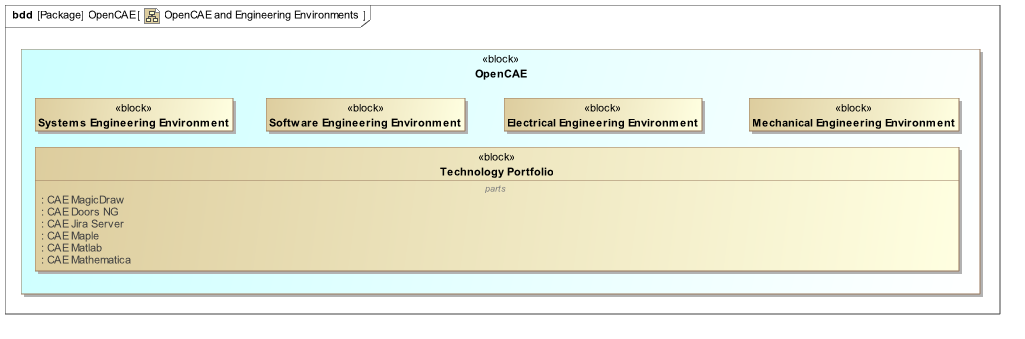 bdd [Package] OpenCAE [ OpenCAE and Engineering Environments ]
«block»
OpenCAE
«block»
Systems Engineering Environment
«block»
Software Engineering Environment
«block»
Electrical Engineering Environment
«block»
Mechanical Engineering Environment
«block»
Technology Portfolio
parts
: CAE MagicDraw
: CAE Doors NG
: CAE Jira Server
: CAE Maple
: CAE Matlab
: CAE Mathematica